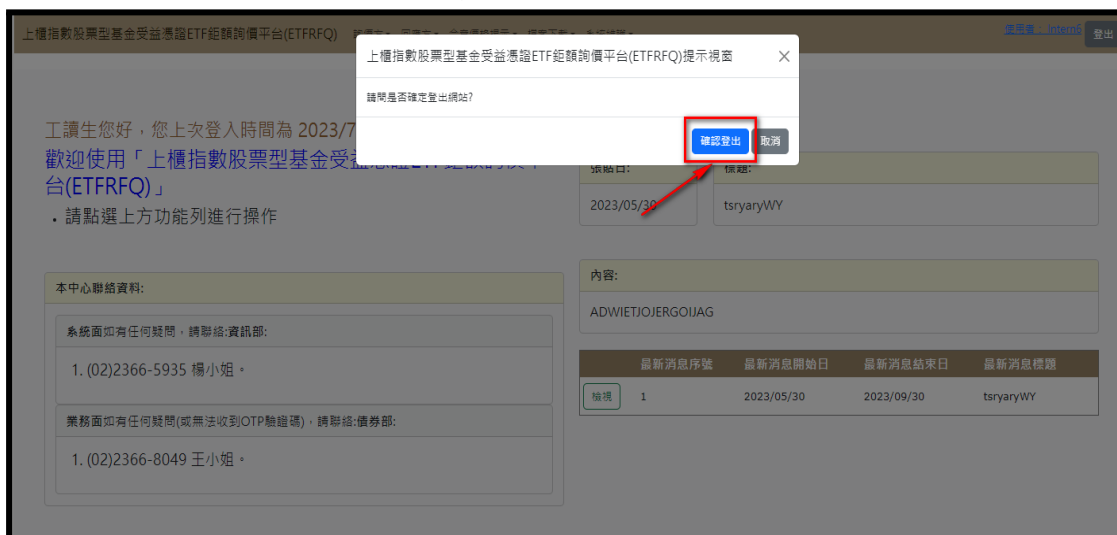 上櫃指數股票型基金受益憑證ETF鉅額詢價平台(ETFRFQ)
使用者：Intern6
登出
上櫃指數股票型基金受益憑證ETF鉅額詢價平台(ETFRFQ)提示視窗
請問是否確定登出網站?
確認登出
取消
工讀生您好，您上次登入時間為 2023/7
歡迎使用「上櫃指數股票型基金受
台(ETFRFQ)」
．請點選上方功能列進行操作
張貼日:
標題:
2023/05/30
tsryaryWY
本中心聯絡資料:
系統面如有任何疑問，請聯絡:資訊部:
1. (02)2366-5935 楊小姐。
業務面如有任何疑問(或無法收到OTP驗證碼)，請聯絡:債券部:
1. (02)2366-8049 王小姐。
內容:
ADWIETJOJERGOIJAG
最新消息序號 最新消息開始日 最新消息結束日 最新消息標題
檢視 1 2023/05/30 2023/09/30 tsryaryWY